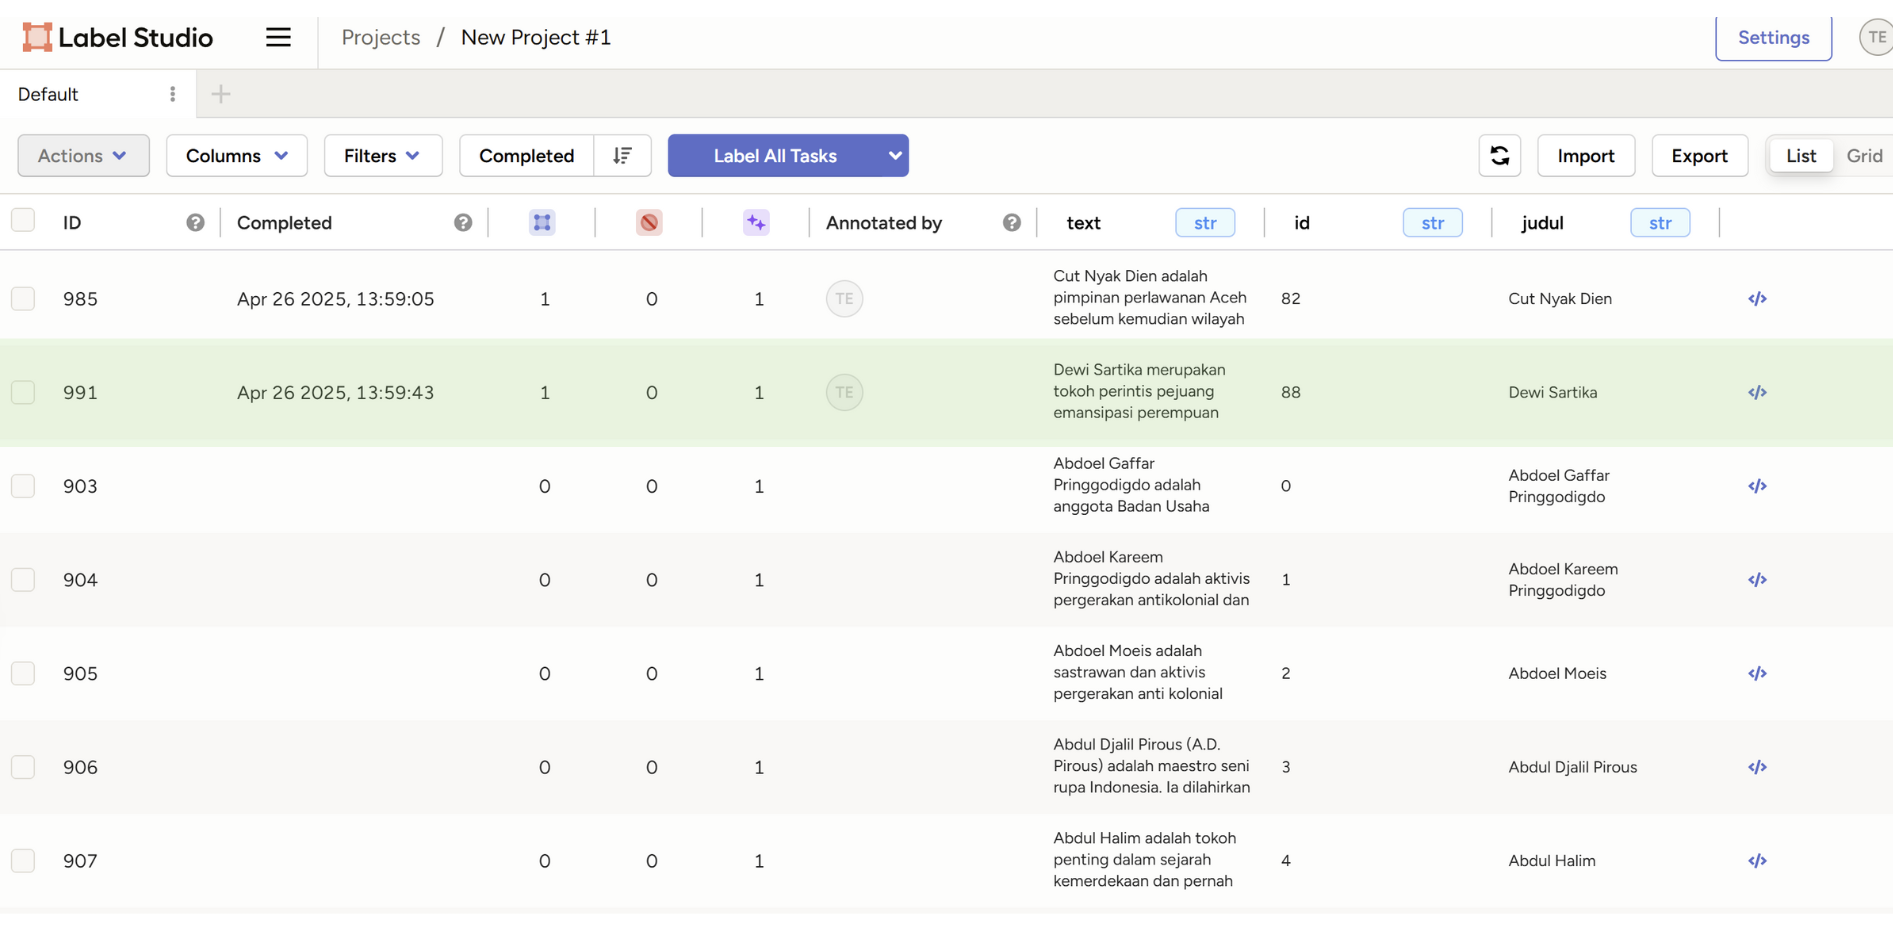 Label Studio
Projects / New Project #1
Settings
TE
Default
Actions
Columns
Filters
Completed
Label All Tasks
Import
Export
List
Grid
ID
Completed
Annotated by
text
str
id
str
judul
str
985
Apr 26 2025, 13:59:05
1
0
1
TE
Cut Nyak Dien adalah
pimpinan perlawanan Aceh
sebelum kemudian wilayah
82
Cut Nyak Dien
</>
991
Apr 26 2025, 13:59:43
1
0
1
TE
Dewi Sartika merupakan
tokoh perintis pejuang
emansipasi perempuan
88
Dewi Sartika
</>
903
0
0
1
Abdoel Gaffar
Pringgodigdo adalah
anggota Badan Usaha
0
Abdoel Gaffar
Pringgodigdo
</>
904
0
0
1
Abdoel Kareem
Pringgodigdo adalah aktivis
pergerakan antikolonial dan
1
Abdoel Kareem
Pringgodigdo
</>
905
0
0
1
Abdoel Moeis adalah
sastrawan dan aktivis
pergerakan anti kolonial
2
Abdoel Moeis
</>
906
0
0
1
Abdul Djalil Pirous (A.D.
Pirous) adalah maestro seni
rupa Indonesia. Ia dilahirkan
3
Abdul Djalil Pirous
</>
907
0
0
1
Abdul Halim adalah tokoh
penting dalam sejarah
kemerdekaan dan pernah
4
Abdul Halim
</>